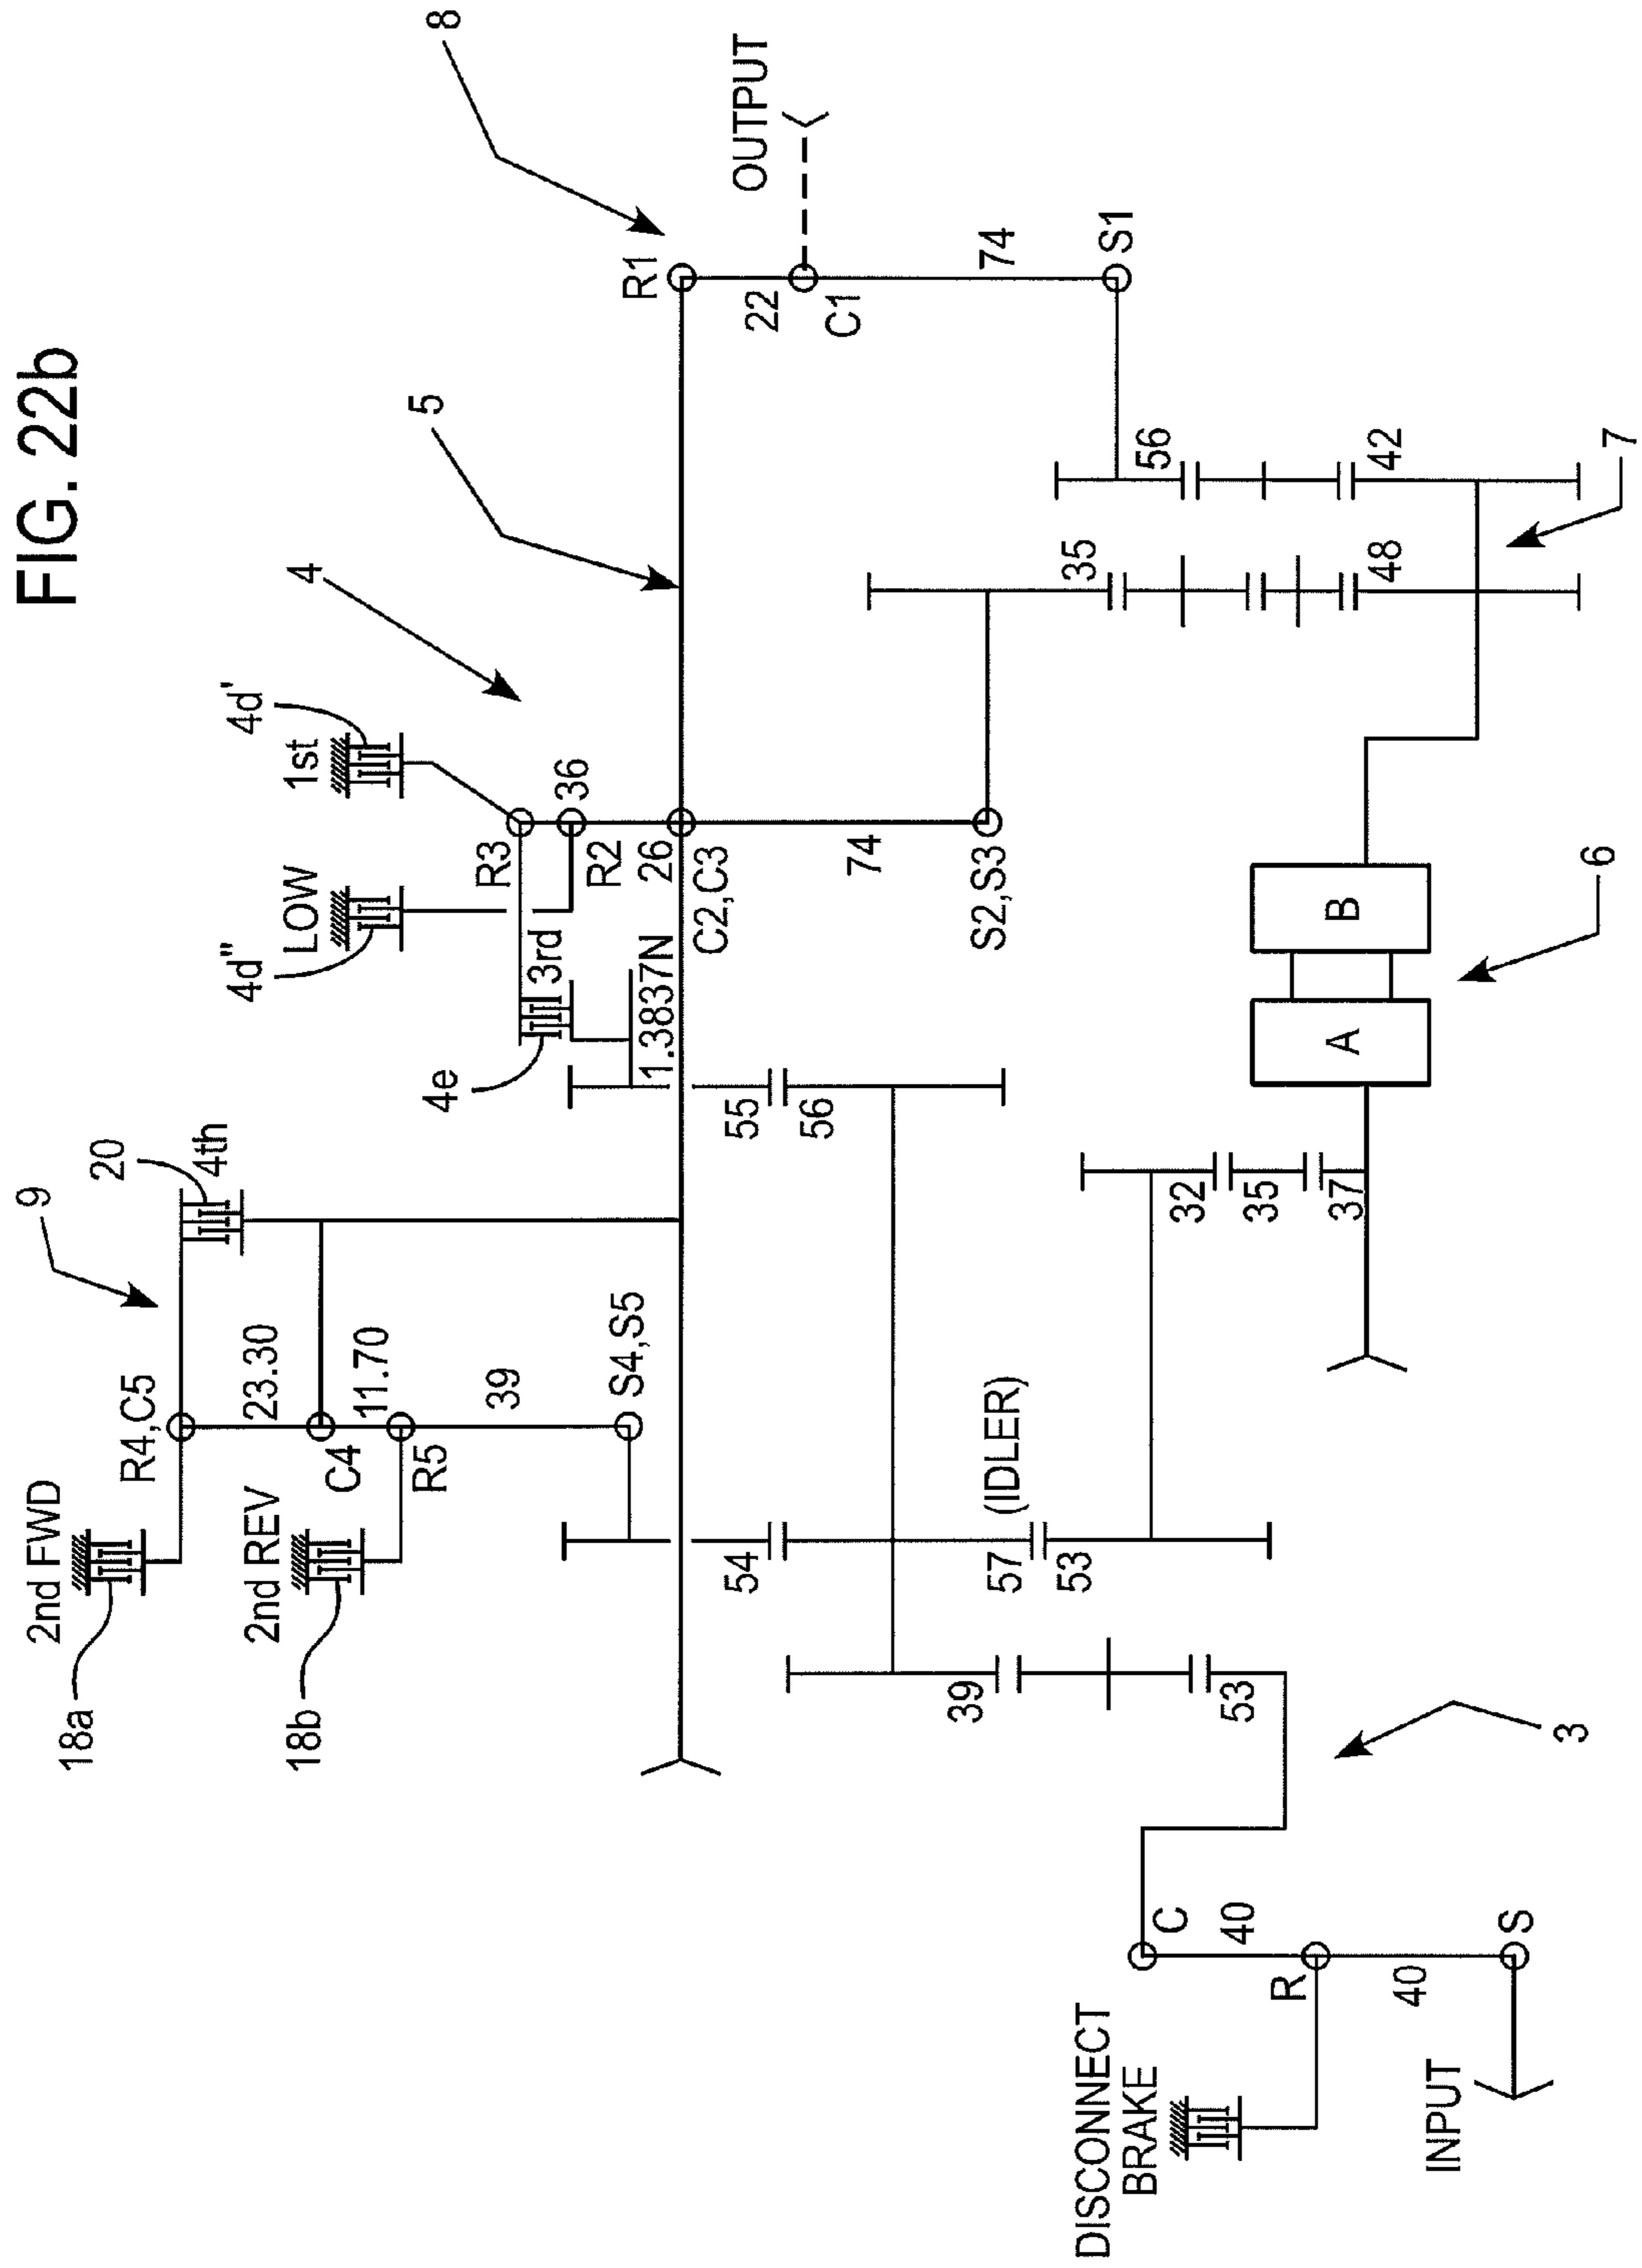 FIG. 22b
8
OUTPUT
R1
22
C1
74
S1
5
4
4d'
1st
LOW
4d"
R3
36
R2
26
C2,C3
74
S2,S3
3rd
4e
1.3837N
55
56
56
42
35
48
7
6
B
A
20
4th
9
R4,C5
23.30
C4
11.70
R5
39
S4,S5
2nd FWD
18a
2nd REV
18b
54
57
(IDLER)
53
32
35
37
39
53
3
C
40
R
40
S
DISCONNECT
BRAKE
INPUT